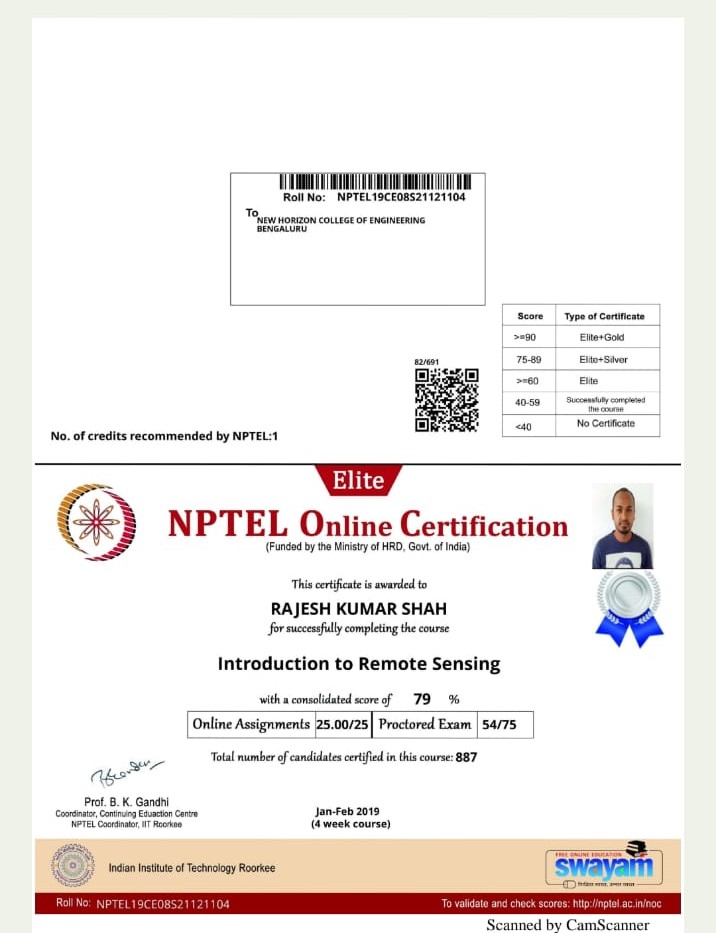 Roll No: NPTEL19CE08S21121104
To
NEW HORIZON COLLEGE OF ENGINEERING
BENGALURU
Score Type of Certificate
>=90 Elite+Gold
75-89 Elite+Silver
>=60 Elite
40-59 Successfully completed the course
<40 No Certificate
82/691
No. of credits recommended by NPTEL:1
Elite
NPTEL Online Certification
(Funded by the Ministry of HRD, Govt. of India)
This certificate is awarded to
RAJESH KUMAR SHAH
for successfully completing the course
Introduction to Remote Sensing
with a consolidated score of 79 %
Online Assignments 25.00/25 Proctored Exam 54/75
Total number of candidates certified in this course: 887
Prof. B. K. Gandhi
Coordinator, Continuing Eduaction Centre
NPTEL Coordinator, IIT Roorkee
Jan-Feb 2019
(4 week course)
Indian Institute of Technology Roorkee
FREE ONLINE EDUCATION
swayam
शिक्षित भारत, उन्नत भारत
Roll No: NPTEL19CE08S21121104
To validate and check scores: http://nptel.ac.in/noc
Scanned by CamScanner